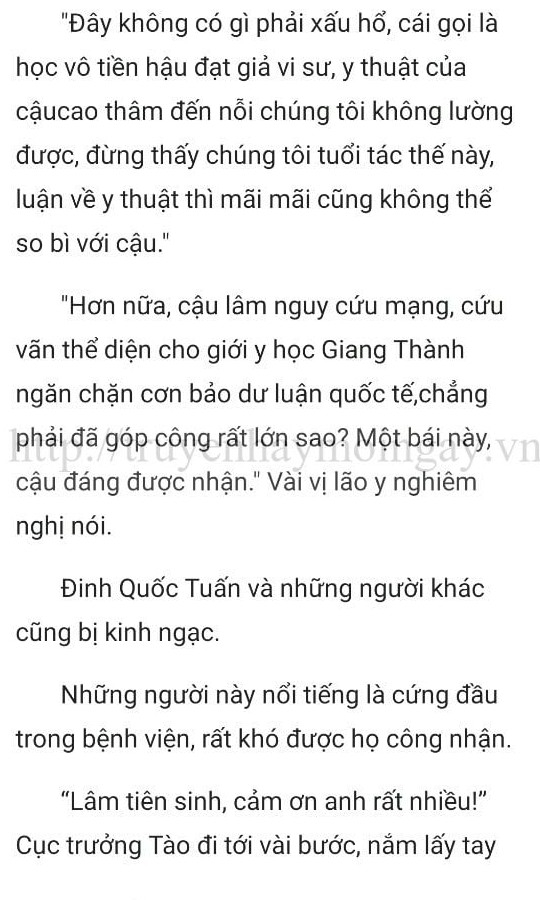 "Đây không có gì phải xấu hổ, cái gọi là
học vô tiền hậu đạt giả vi sư, y thuật của
cậucao thâm đến nỗi chúng tôi không lường
được, đừng thấy chúng tôi tuổi tác thế này,
luận về y thuật thì mãi mãi cũng không thể
so bì với cậu."
"Hơn nữa, cậu lâm nguy cứu mạng, cứu
vãn thể diện cho giới y học Giang Thành
ngăn chặn cơn bảo dư luận quốc tế,chẳng
phải đã góp công rất lớn sao? Một bái này,
http://truyenhaymoingay.vn
cậu đáng được nhận." Vài vị lão y nghiêm
nghị nói.
Đinh Quốc Tuấn và những người khác
cũng bị kinh ngạc.
Những người này nổi tiếng là cứng đầu
trong bệnh viện, rất khó được họ công nhận.
“Lâm tiên sinh, cảm ơn anh rất nhiều!”
Cục trưởng Tào đi tới vài bước, nắm lấy tay